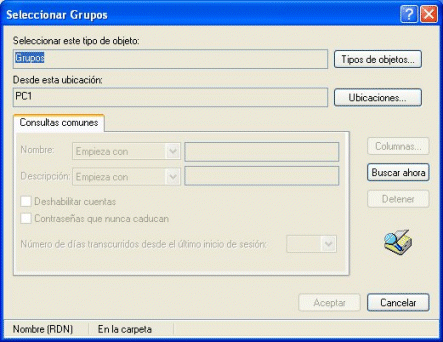 Seleccionar Grupos
Seleccionar este tipo de objeto:
Grupos
Tipos de objetos...
Desde esta ubicación:
PC1
Ubicaciones...
Consultas comunes
Nombre:
Empieza con
Columnas...
Descripción:
Empieza con
Buscar ahora
Deshabilitar cuentas
Detener
Contraseñas que nunca caducan
Número de días transcurridos desde el último inicio de sesión:
Aceptar
Cancelar
Nombre (RDN)
En la carpeta